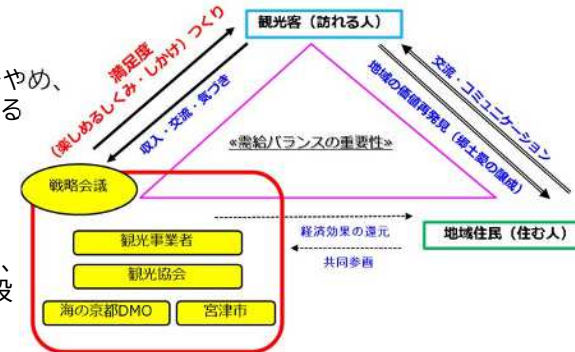 観光客（訪れる人）
満足度
（楽しめるしくみ・しかけ）つくり
収入・交流・気づき
交流・コミュニケーション
地域の価値再発見（郷土愛の醸成）
やめ、
る
«需給バランスの重要性»
戦略会議
観光事業者
観光協会
海の京都DMO
宮津市
経済効果の還元
共同参画
地域住民（住む人）
、
役